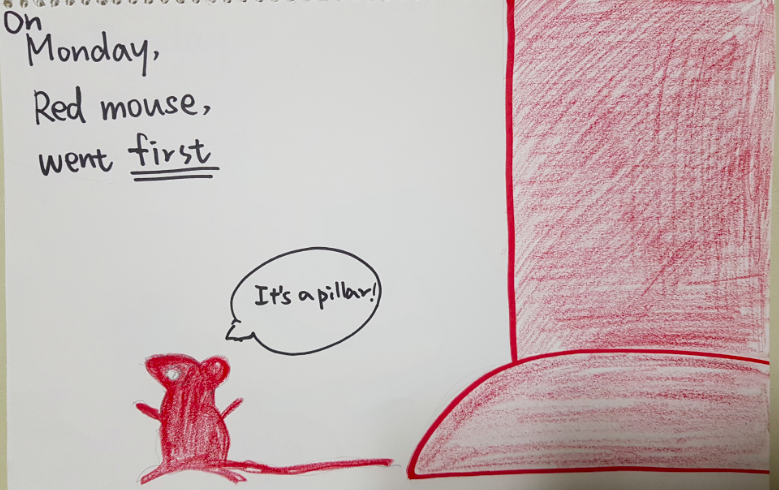 On
Monday,
Red mouse,
went first
It's a pillar!